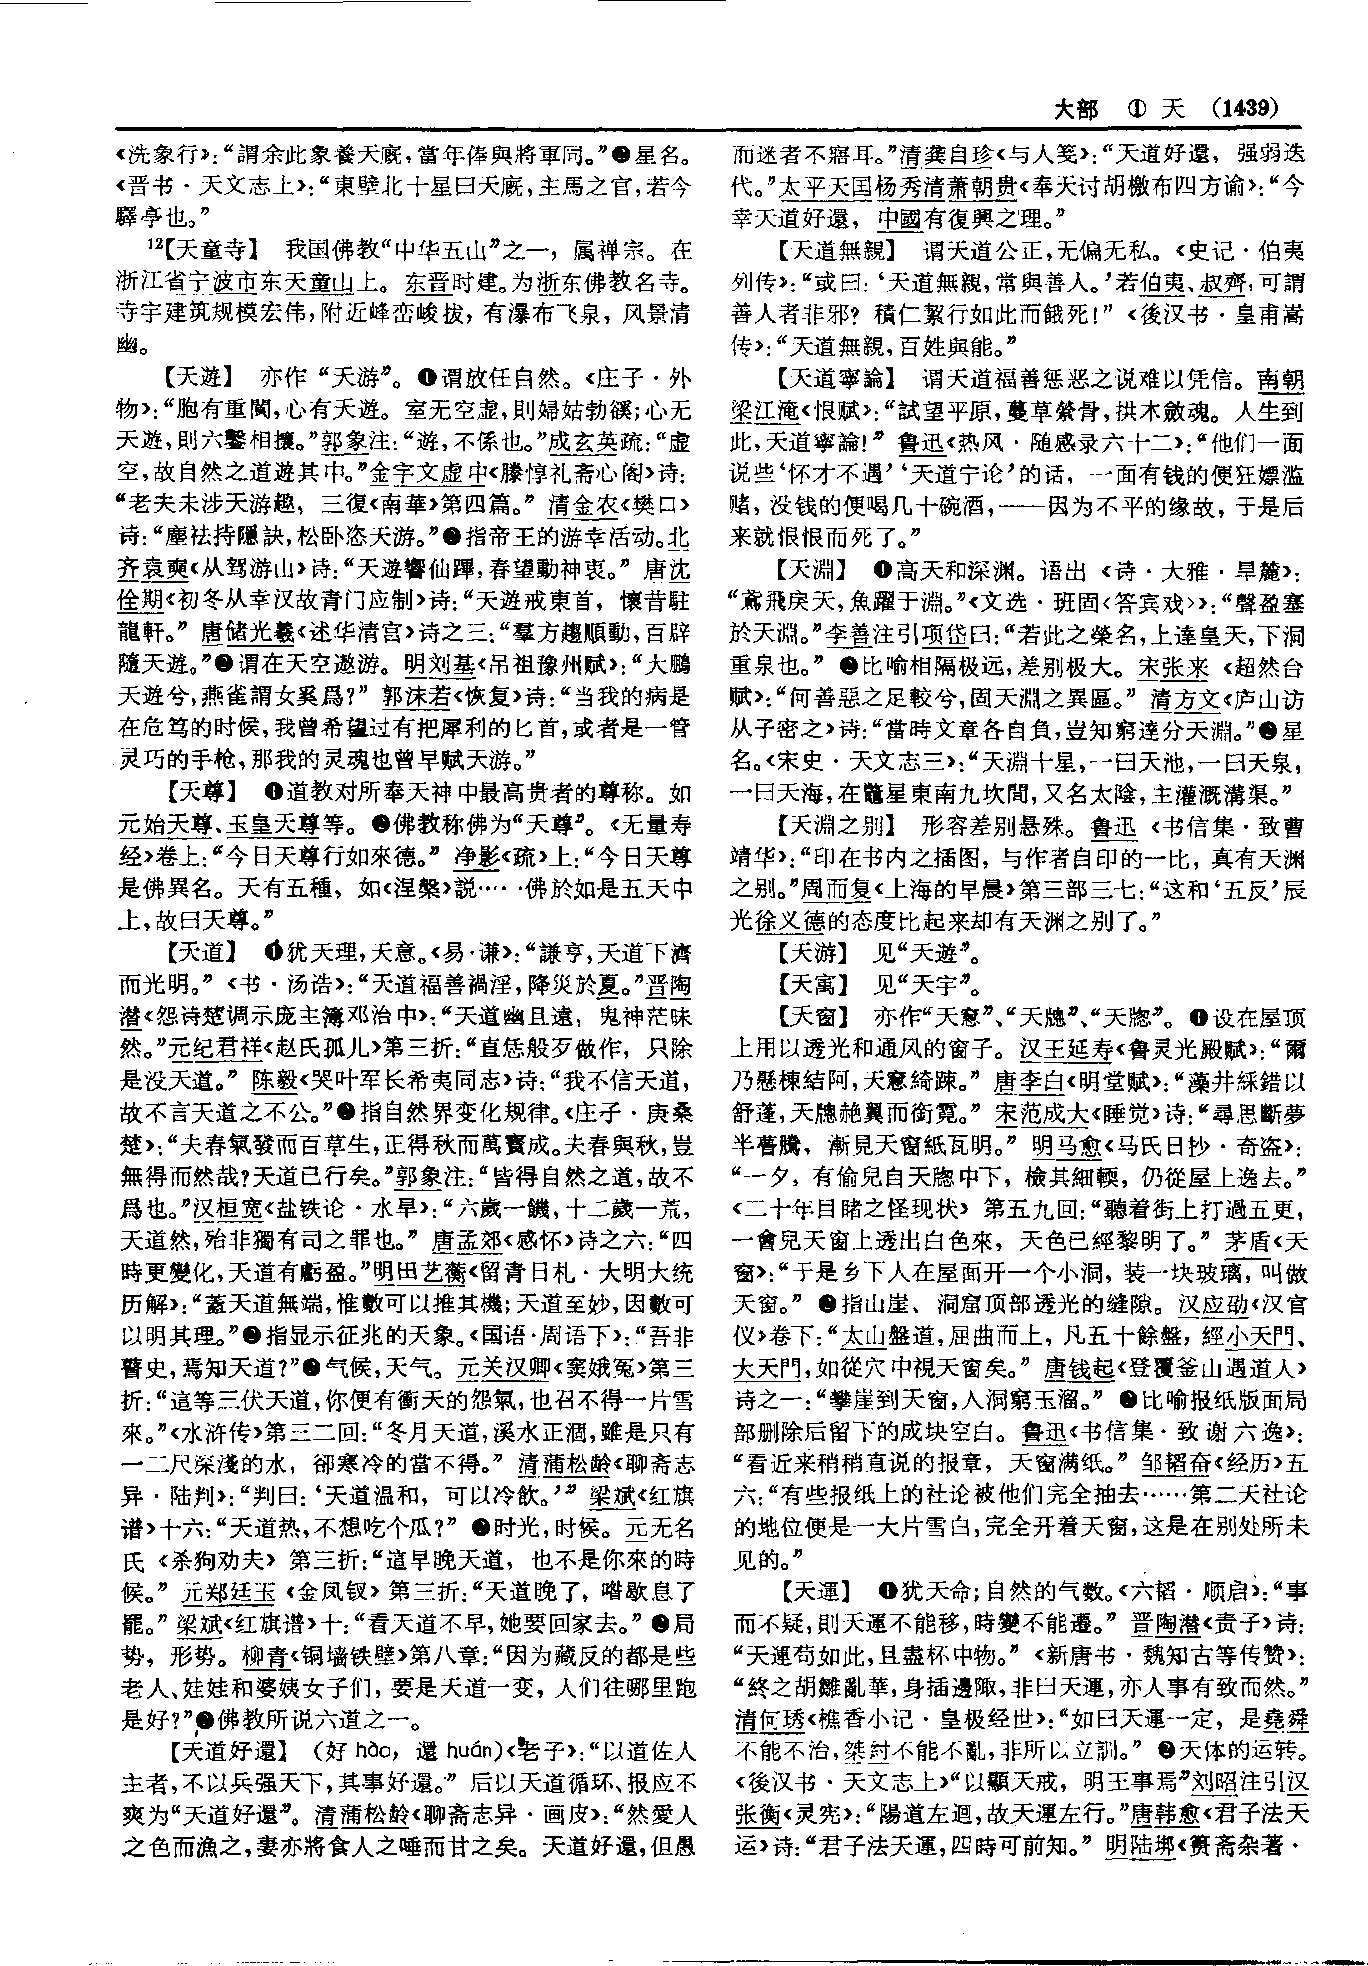 大部 ① 天 (1439)
《洗象行》：“謂余此象養天廄，當年俸與將軍同。”❷星名。
《晋书·天文志上》：“東壁北十星曰天廄，主馬之官，若今
驛亭也。”
¹²【天童寺】 我国佛教“中华五山”之一，属禅宗。在
浙江省宁波市东天童山上。东晋时建。为浙东佛教名寺。
寺宇建筑规模宏伟，附近峰峦峻拔，有瀑布飞泉，风景清
幽。
【天遊】 亦作“天游”。❶谓放任自然。《庄子·外
物》：“胞有重閬，心有天遊。室无空虚，則婦姑勃豀；心无
天遊，則六鑿相攘。”郭象注：“遊，不係也。”成玄英疏：“虚
空，故自然之道遊其中。”金宇文虚中《滕惇礼斋心阁》诗：
“老夫未涉天游趣，三復《南華》第四篇。”清金农《樊口》
诗：“塵袪持隱訣，松卧恣天游。”❷指帝王的游幸活动。北
齐袁奭《从驾游山》诗：“天遊響仙蹕，春望動神衷。”唐沈
佺期《初冬从幸汉故青门应制》诗：“天遊戒東首，懷昔駐
龍軒。”唐储光羲《述华清宫》诗之三：“羣方趨順動，百辟
隨天遊。”❸谓在天空遨游。明刘基《吊祖豫州赋》：“大鵬
天遊兮，燕雀謂女奚爲？”郭沫若《恢复》诗：“当我的病是
在危笃的时候，我曾希望过有把犀利的匕首，或者是一管
灵巧的手枪，那我的灵魂也曾早赋天游。”
【天尊】 ❶道教对所奉天神中最高贵者的尊称。如
元始天尊、玉皇天尊等。❷佛教称佛为“天尊”。《无量寿
经》卷上：“今日天尊行如來德。”净影《疏》上：“今日天尊
是佛異名。天有五種，如《涅槃》説……佛於如是五天中
上，故曰天尊。”
【天道】 ❶犹天理，天意。《易·谦》：“謙亨，天道下濟
而光明。”《书·汤诰》：“天道福善禍淫，降災於夏。”晋陶
潜《怨诗楚调示庞主簿邓治中》：“天道幽且遠，鬼神茫昧
然。”元纪君祥《赵氏孤儿》第三折：“直恁般歹做作，只除
是没天道。”陈毅《哭叶军长希夷同志》诗：“我不信天道，
故不言天道之不公。”❷指自然界变化规律。《庄子·庚桑
楚》：“夫春氣發而百草生，正得秋而萬寶成。夫春與秋，豈
無得而然哉？天道已行矣。”郭象注：“皆得自然之道，故不
爲也。”汉桓宽《盐铁论·水旱》：“六歲一饑，十二歲一荒，
天道然，殆非獨有司之罪也。”唐孟郊《感怀》诗之六：“四
時更變化，天道有虧盈。”明田艺蘅《留青日札·大明大统
历解》：“蓋天道無端，惟數可以推其機；天道至妙，因數可
以明其理。”❸指显示征兆的天象。《国语·周语下》：“吾非
瞽史，焉知天道？”❹气候，天气。元关汉卿《窦娥冤》第三
折：“這等三伏天道，你便有衝天的怨氣，也召不得一片雪
來。”《水浒传》第三二回：“冬月天道，溪水正涸，雖是只有
一二尺深淺的水，卻寒冷的當不得。”清蒲松龄《聊斋志
异·陆判》：“判曰：‘天道温和，可以冷飲。’”梁斌《红旗
谱》十六：“天道热，不想吃个瓜？”❺时光，时候。元无名
氏《杀狗劝夫》第三折：“這早晚天道，也不是你來的時
候。”元郑廷玉《金凤钗》第三折：“天道晚了，喒歇息了
罷。”梁斌《红旗谱》十：“看天道不早，她要回家去。”❻局
势，形势。柳青《铜墙铁壁》第八章：“因为藏反的都是些
老人、娃娃和婆姨女子们，要是天道一变，人们往哪里跑
是好？”❼佛教所说六道之一。
【天道好還】 （好 hào，還 huán）《老子》：“以道佐人
主者，不以兵强天下，其事好還。”后以天道循环、报应不
爽为“天道好還”。清蒲松龄《聊斋志异·画皮》：“然愛人
之色而漁之，妻亦將食人之唾而甘之矣。天道好還，但愚
而迷者不寤耳。”清龚自珍《与人笺》：“天道好還，强弱迭
代。”太平天国杨秀清萧朝贵《奉天讨胡檄布四方谕》：“今
幸天道好還，中國有復興之理。”
【天道無親】 谓天道公正，无偏无私。《史记·伯夷
列传》：“或曰：‘天道無親，常與善人。’若伯夷、叔齊，可謂
善人者非邪？積仁絜行如此而餓死！”《後汉书·皇甫嵩
传》：“天道無親，百姓與能。”
【天道寧論】 谓天道福善惩恶之说难以凭信。南朝
梁江淹《恨赋》：“試望平原，蔓草縈骨，拱木斂魂。人生到
此，天道寧論！”鲁迅《热风·随感录六十二》：“他们一面
说些‘怀才不遇’‘天道宁论’的话，一面有钱的便狂嫖滥
赌，没钱的便喝几十碗酒，——因为不平的缘故，于是后
来就恨恨而死了。”
【天淵】 ❶高天和深渊。语出《诗·大雅·旱麓》：
“鳶飛戾天，魚躍于淵。”《文选·班固〈答宾戏〉》：“聲盈塞
於天淵。”李善注引项岱曰：“若此之榮名，上達皇天，下洞
重泉也。”❷比喻相隔极远，差别极大。宋张耒《超然台
赋》：“何善惡之足較兮，固天淵之異區。”清方文《庐山访
从子密之》诗：“當時文章各自負，豈知窮達分天淵。”❸星
名。《宋史·天文志三》：“天淵十星，一曰天池，一曰天泉，
一曰天海，在鼈星東南九坎間，又名太陰，主灌溉溝渠。”
【天淵之别】 形容差别悬殊。鲁迅《书信集·致曹
靖华》：“印在书内之插图，与作者自印的一比，真有天渊
之别。”周而复《上海的早晨》第三部三七：“这和‘五反’辰
光徐义德的态度比起来却有天渊之别了。”
【天游】 见“天遊”。
【天寓】 见“天宇”。
【天窗】 亦作“天窻”、“天牕”、“天牎”。❶设在屋顶
上用以透光和通风的窗子。汉王延寿《鲁灵光殿赋》：“爾
乃懸棟結阿，天窻綺疎。”唐李白《明堂赋》：“藻井綵錯以
舒蓬，天牕赩翼而銜霓。”宋范成大《睡觉》诗：“尋思斷夢
半瞢騰，漸見天窗紙瓦明。”明马愈《马氏日抄·奇盗》：
“一夕，有偷兒自天牎中下，檢其細輭，仍從屋上逸去。”
《二十年目睹之怪现状》第五九回：“聽着街上打過五更，
一會兒天窗上透出白色來，天色已經黎明了。”茅盾《天
窗》：“于是乡下人在屋面开一个小洞，装一块玻璃，叫做
天窗。”❷指山崖、洞窟顶部透光的缝隙。汉应劭《汉官
仪》卷下：“太山盤道，屈曲而上，凡五十餘盤，經小天門、
大天門，如從穴中視天窗矣。”唐钱起《登覆釜山遇道人》
诗之一：“攀崖到天窗，入洞窮玉溜。”❸比喻报纸版面局
部删除后留下的成块空白。鲁迅《书信集·致谢六逸》：
“看近来稍稍直说的报章，天窗满纸。”邹韬奋《经历》五
六：“有些报纸上的社论被他们完全抽去……第二天社论
的地位便是一大片雪白，完全开着天窗，这是在别处所未
见的。”
【天運】 ❶犹天命；自然的气数。《六韬·顺启》：“事
而不疑，則天運不能移，時變不能遷。”晋陶潜《责子》诗：
“天運苟如此，且盡杯中物。”《新唐书·魏知古等传赞》：
“終之胡雛亂華，身播邊陬，非曰天運，亦人事有致而然。”
清何琇《樵香小记·皇极经世》：“如曰天運一定，是堯舜
不能不治，桀紂不能不亂，非所以立訓。”❷天体的运转。
《後汉书·天文志上》“以顯天戒，明王事焉”刘昭注引汉
张衡《灵宪》：“陽道左迴，故天運左行。”唐韩愈《君子法天
运》诗：“君子法天運，四時可前知。”明陆垹《篑斋杂著·